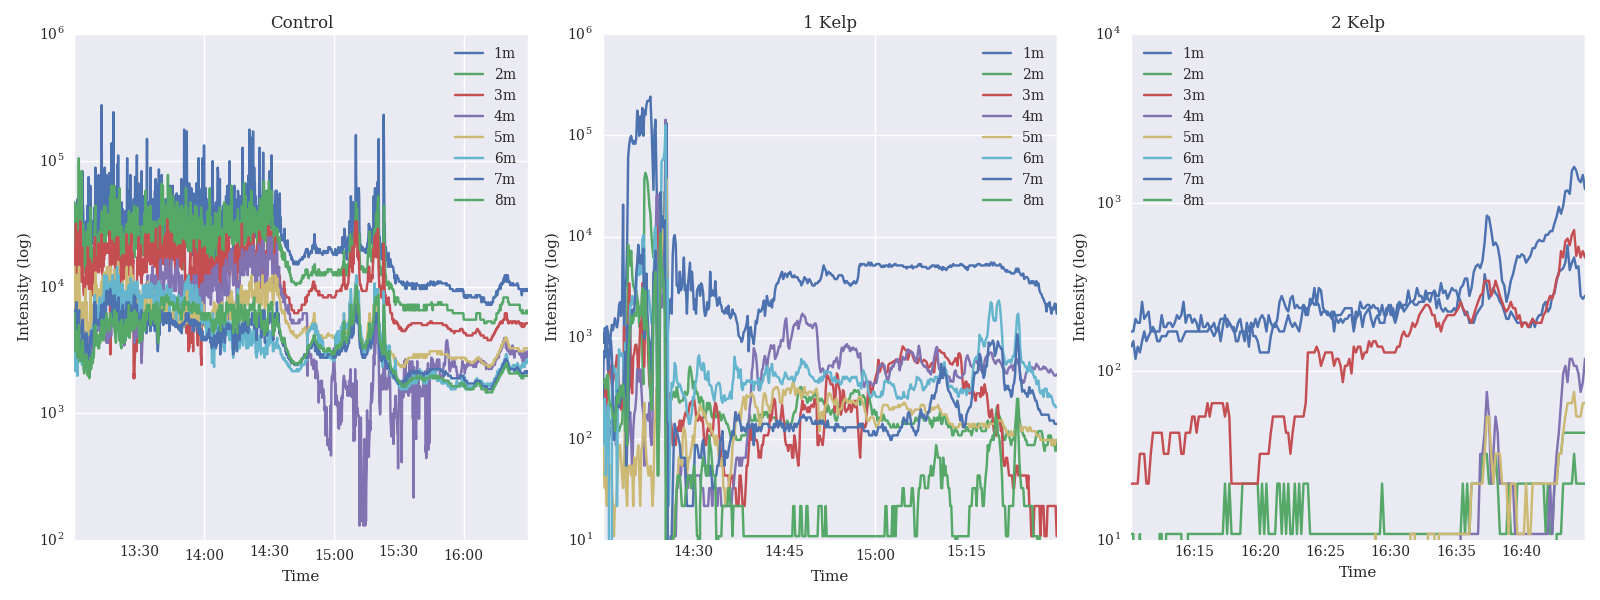 Control
Intensity (log)
10^6
10^5
10^4
10^3
10^2
1m
2m
3m
4m
5m
6m
7m
8m
13:30 14:00 14:30 15:00 15:30 16:00
Time
1 Kelp
Intensity (log)
10^6
10^5
10^4
10^3
10^2
10^1
1m
2m
3m
4m
5m
6m
7m
8m
14:30 14:45 15:00 15:15
Time
2 Kelp
Intensity (log)
10^4
10^3
10^2
10^1
1m
2m
3m
4m
5m
6m
7m
8m
16:15 16:20 16:25 16:30 16:35 16:40
Time